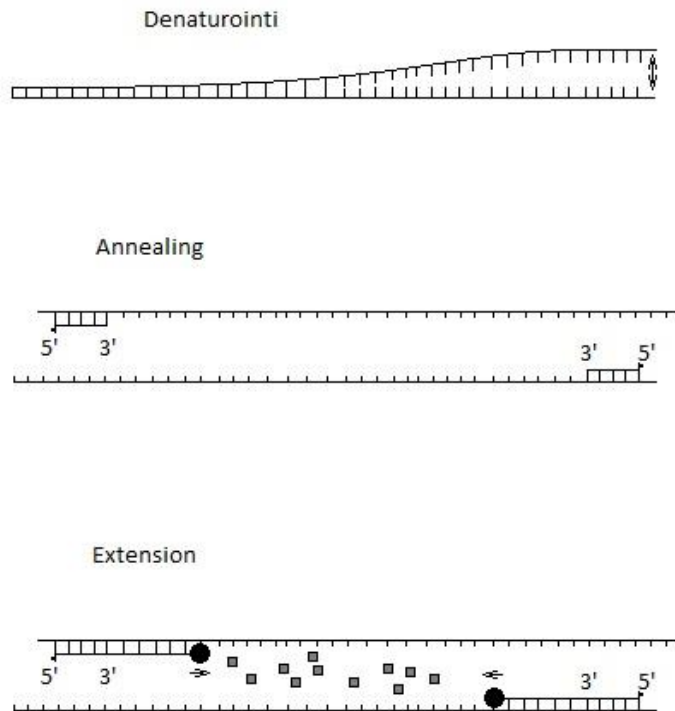 Denaturointi
Annealing
5' 3'
3' 5'
Extension
5' 3'
3' 5'